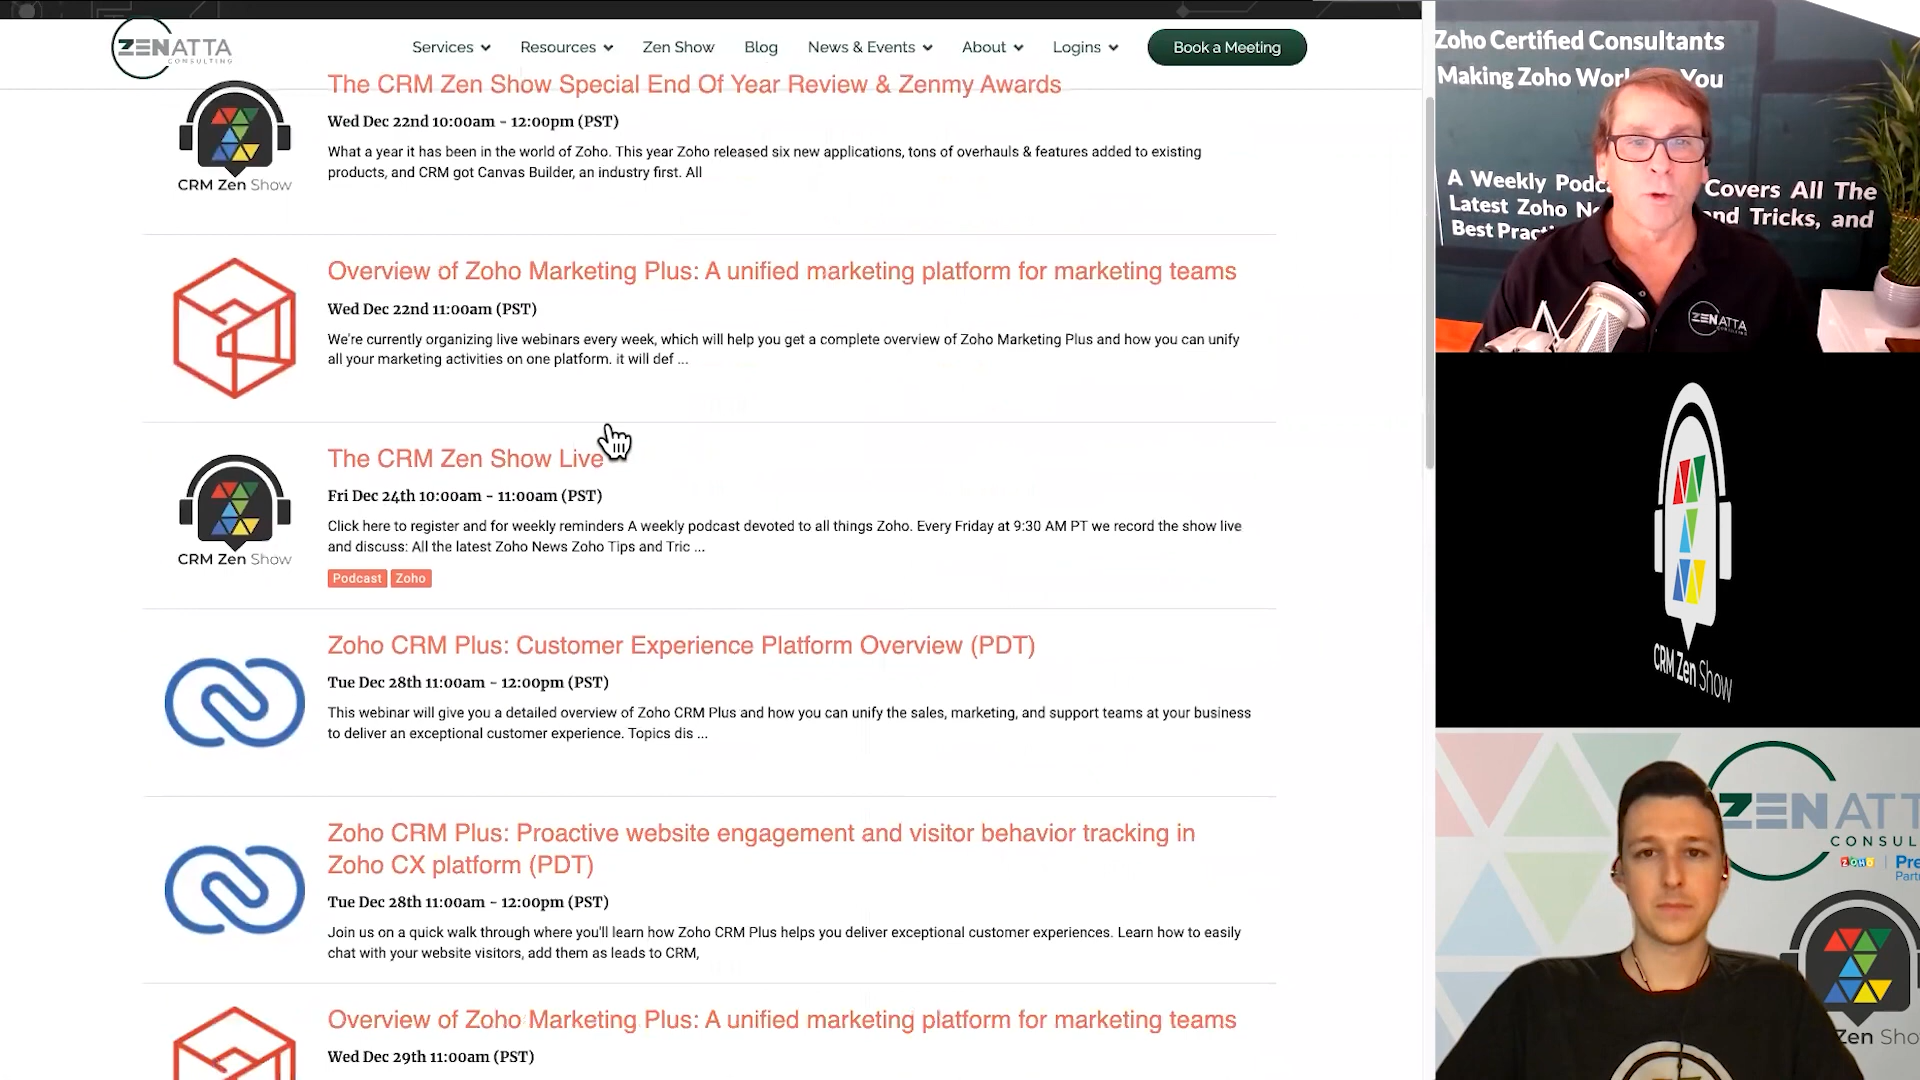 ZENATTA
CONSULTING
Services
Resources
Zen Show
Blog
News & Events
About
Logins
Book a Meeting
The CRM Zen Show Special End Of Year Review & Zenmy Awards
Wed Dec 22nd 10:00am - 12:00pm (PST)
What a year it has been in the world of Zoho. This year Zoho released six new applications, tons of overhauls & features added to existing
products, and CRM got Canvas Builder, an industry first. All
CRM Zen Show
Overview of Zoho Marketing Plus: A unified marketing platform for marketing teams
Wed Dec 22nd 11:00am (PST)
We're currently organizing live webinars every week, which will help you get a complete overview of Zoho Marketing Plus and how you can unify
all your marketing activities on one platform. it will def ...
The CRM Zen Show Live
Fri Dec 24th 10:00am - 11:00am (PST)
Click here to register and for weekly reminders A weekly podcast devoted to all things Zoho. Every Friday at 9:30 AM PT we record the show live
and discuss: All the latest Zoho News Zoho Tips and Tric ...
CRM Zen Show
Podcast Zoho
Zoho CRM Plus: Customer Experience Platform Overview (PDT)
Tue Dec 28th 11:00am - 12:00pm (PST)
This webinar will give you a detailed overview of Zoho CRM Plus and how you can unify the sales, marketing, and support teams at your business
to deliver an exceptional customer experience. Topics dis ...
Zoho CRM Plus: Proactive website engagement and visitor behavior tracking in
Zoho CX platform (PDT)
Tue Dec 28th 11:00am - 12:00pm (PST)
Join us on a quick walk through where you'll learn how Zoho CRM Plus helps you deliver exceptional customer experiences. Learn how to easily
chat with your website visitors, add them as leads to CRM,
Overview of Zoho Marketing Plus: A unified marketing platform for marketing teams
Wed Dec 29th 11:00am (PST)
Zoho Certified Consultants
Making Zoho You
A Weekly Covers All The
Latest Zoho and Tricks, and
Best
ZENATTA
CRM Zen Show
ZENATT
CONSUL
ZOHO
Zen Sho